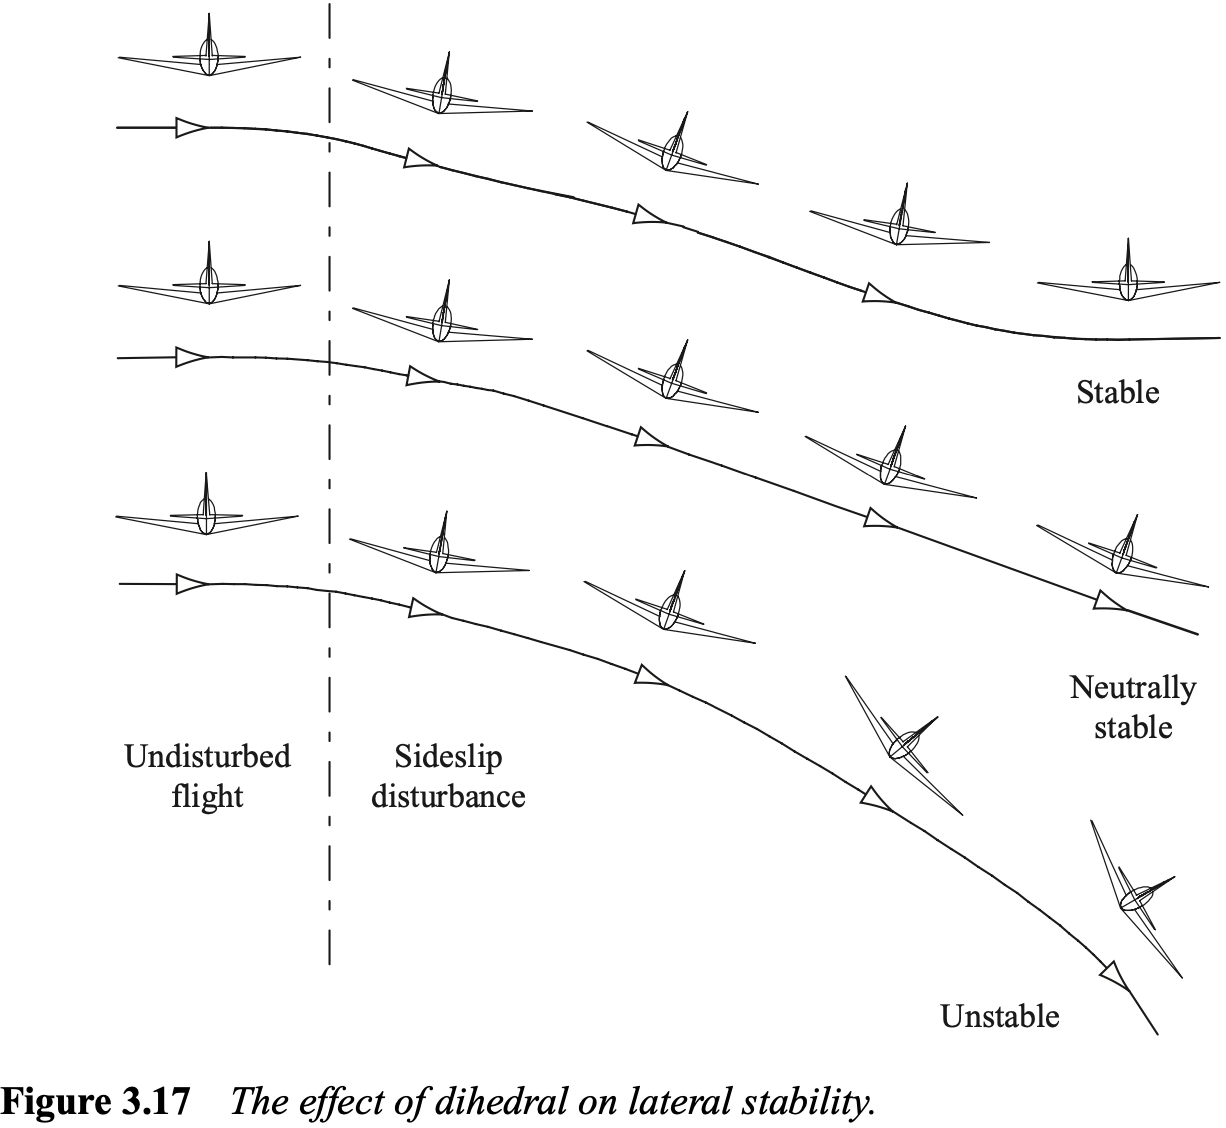 Stable
Neutrally
stable
Undisturbed
flight
Sideslip
disturbance
Unstable
Figure 3.17 The effect of dihedral on lateral stability.